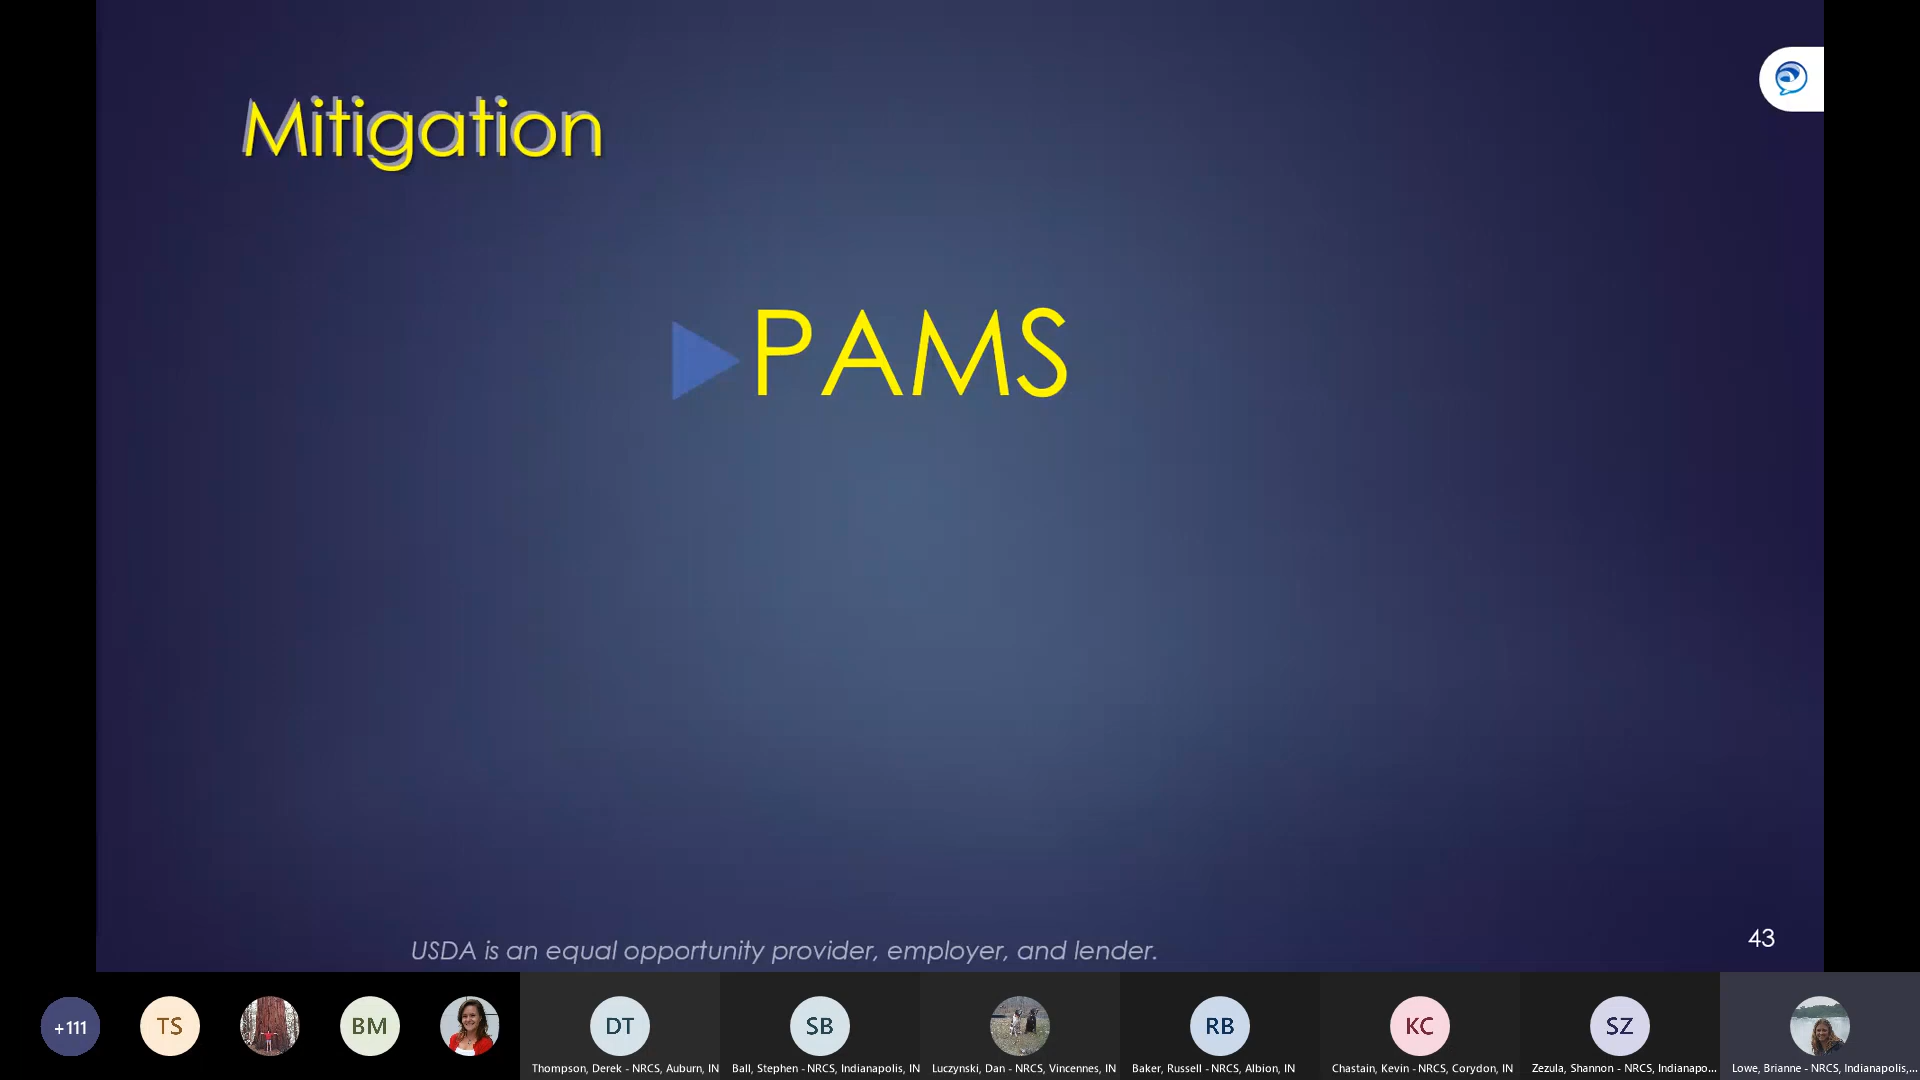 Mitigation
PAMS
43
USDA is an equal opportunity provider, employer, and lender.
+111
TS
BM
DT
SB
RB
KC
SZ
Thompson, Derek - NRCS, Auburn, IN
Ball, Stephen - NRCS, Indianapolis, IN
Luczynski, Dan - NRCS, Vincennes, IN
Baker, Russell - NRCS, Albion, IN
Chastain, Kevin - NRCS, Corydon, IN
Zezula, Shannon - NRCS, Indianapo...
Lowe, Brianne - NRCS, Indianapolis,...